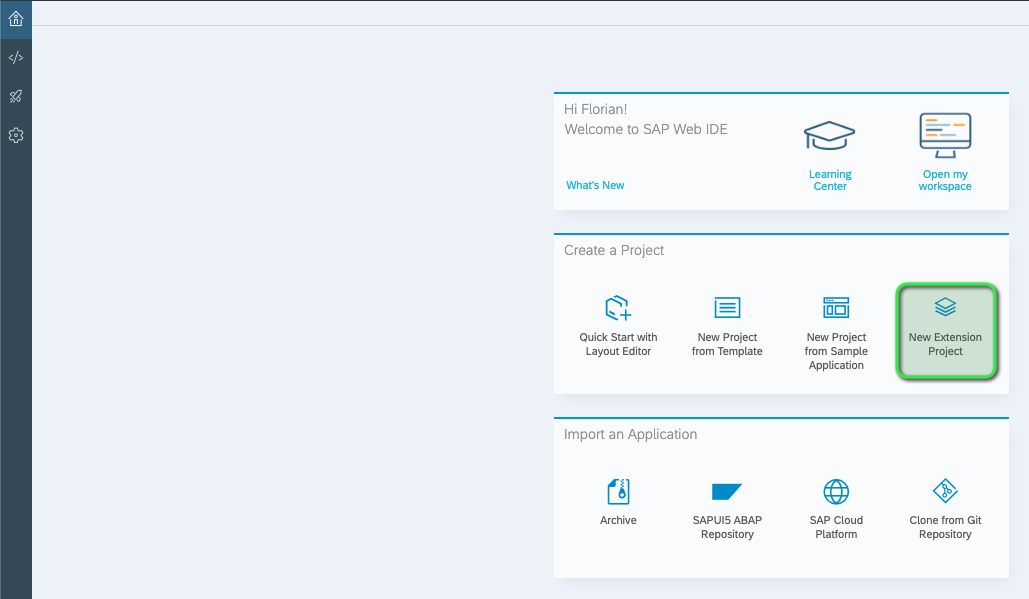 Hi Florian!
Welcome to SAP Web IDE
What's New
Learning
Center
Open my
workspace
Create a Project
Quick Start with
Layout Editor
New Project
from Template
New Project
from Sample
Application
New Extension
Project
Import an Application
Archive
SAPUI5 ABAP
Repository
SAP Cloud
Platform
Clone from Git
Repository